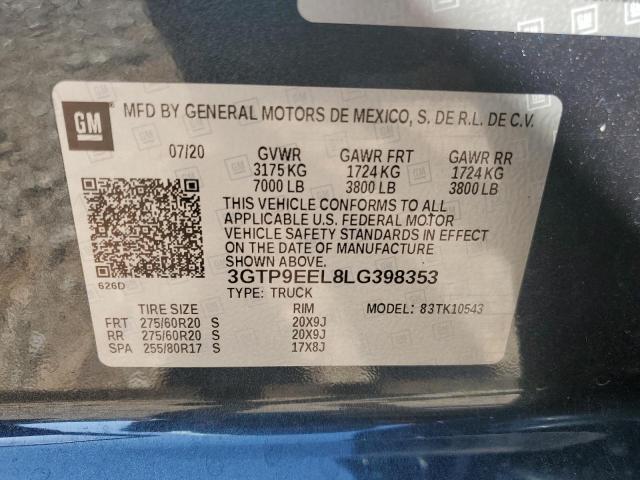 GM
MFD BY GENERAL MOTORS DE MEXICO, S. DE R.L. DE C.V.
07/20 GVWR GAWR FRT GAWR RR
3175 KG 1724 KG 1724 KG
7000 LB 3800 LB 3800 LB
THIS VEHICLE CONFORMS TO ALL
APPLICABLE U.S. FEDERAL MOTOR
VEHICLE SAFETY STANDARDS IN
EFFECT ON THE DATE OF MANUFACTURE
SHOWN ABOVE.
626D 3GTP9EEL8LG398353
TYPE: TRUCK
TIRE SIZE RIM MODEL: 83TK10543
FRT 275/60R20 S 20X9J
RR 275/60R20 S 20X9J
SPA 255/80R17 S 17X8J